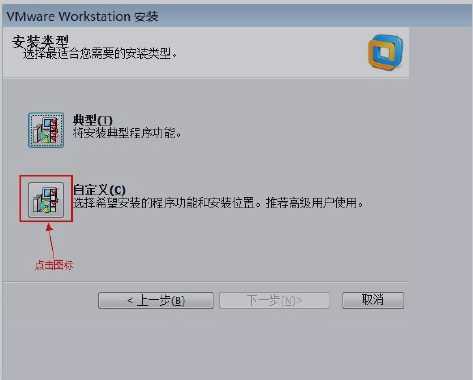 VMware Workstation 安装
安装类型
选择最适合您需要的安装类型。
典型(T)
将安装典型程序功能。
自定义(C)
选择希望安装的程序功能和安装位置。推荐高级用户使用。
点击图标
< 上一步(B)
下一步(N)>
取消